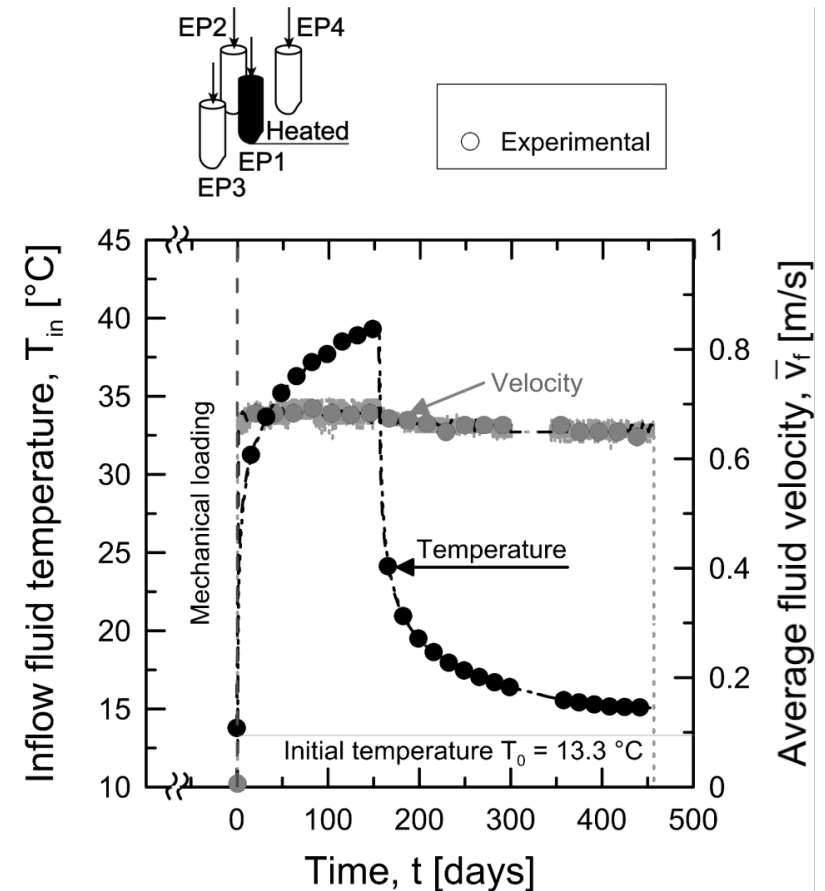 EP2
EP4
Heated
EP1
EP3
Experimental
Inflow fluid temperature, T_in [°C]
45
40
35
30
25
20
15
10
Mechanical loading
Velocity
Temperature
Initial temperature T_0 = 13.3 °C
1
0.8
0.6
0.4
0.2
0
Average fluid velocity, v̅_f [m/s]
0 100 200 300 400 500
Time, t [days]